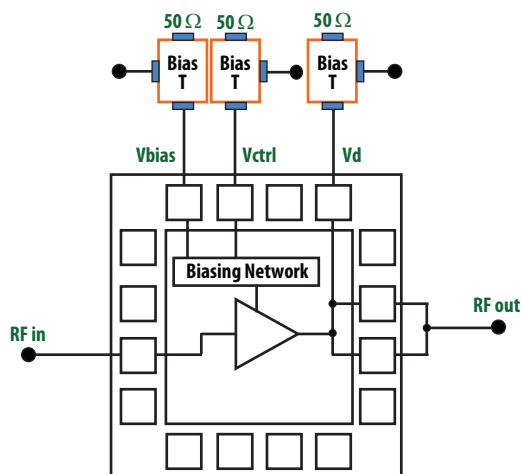 50 Ω 50 Ω 50 Ω
Bias T Bias T Bias T
Vbias Vctrl Vd
Biasing Network
RF out
RF in